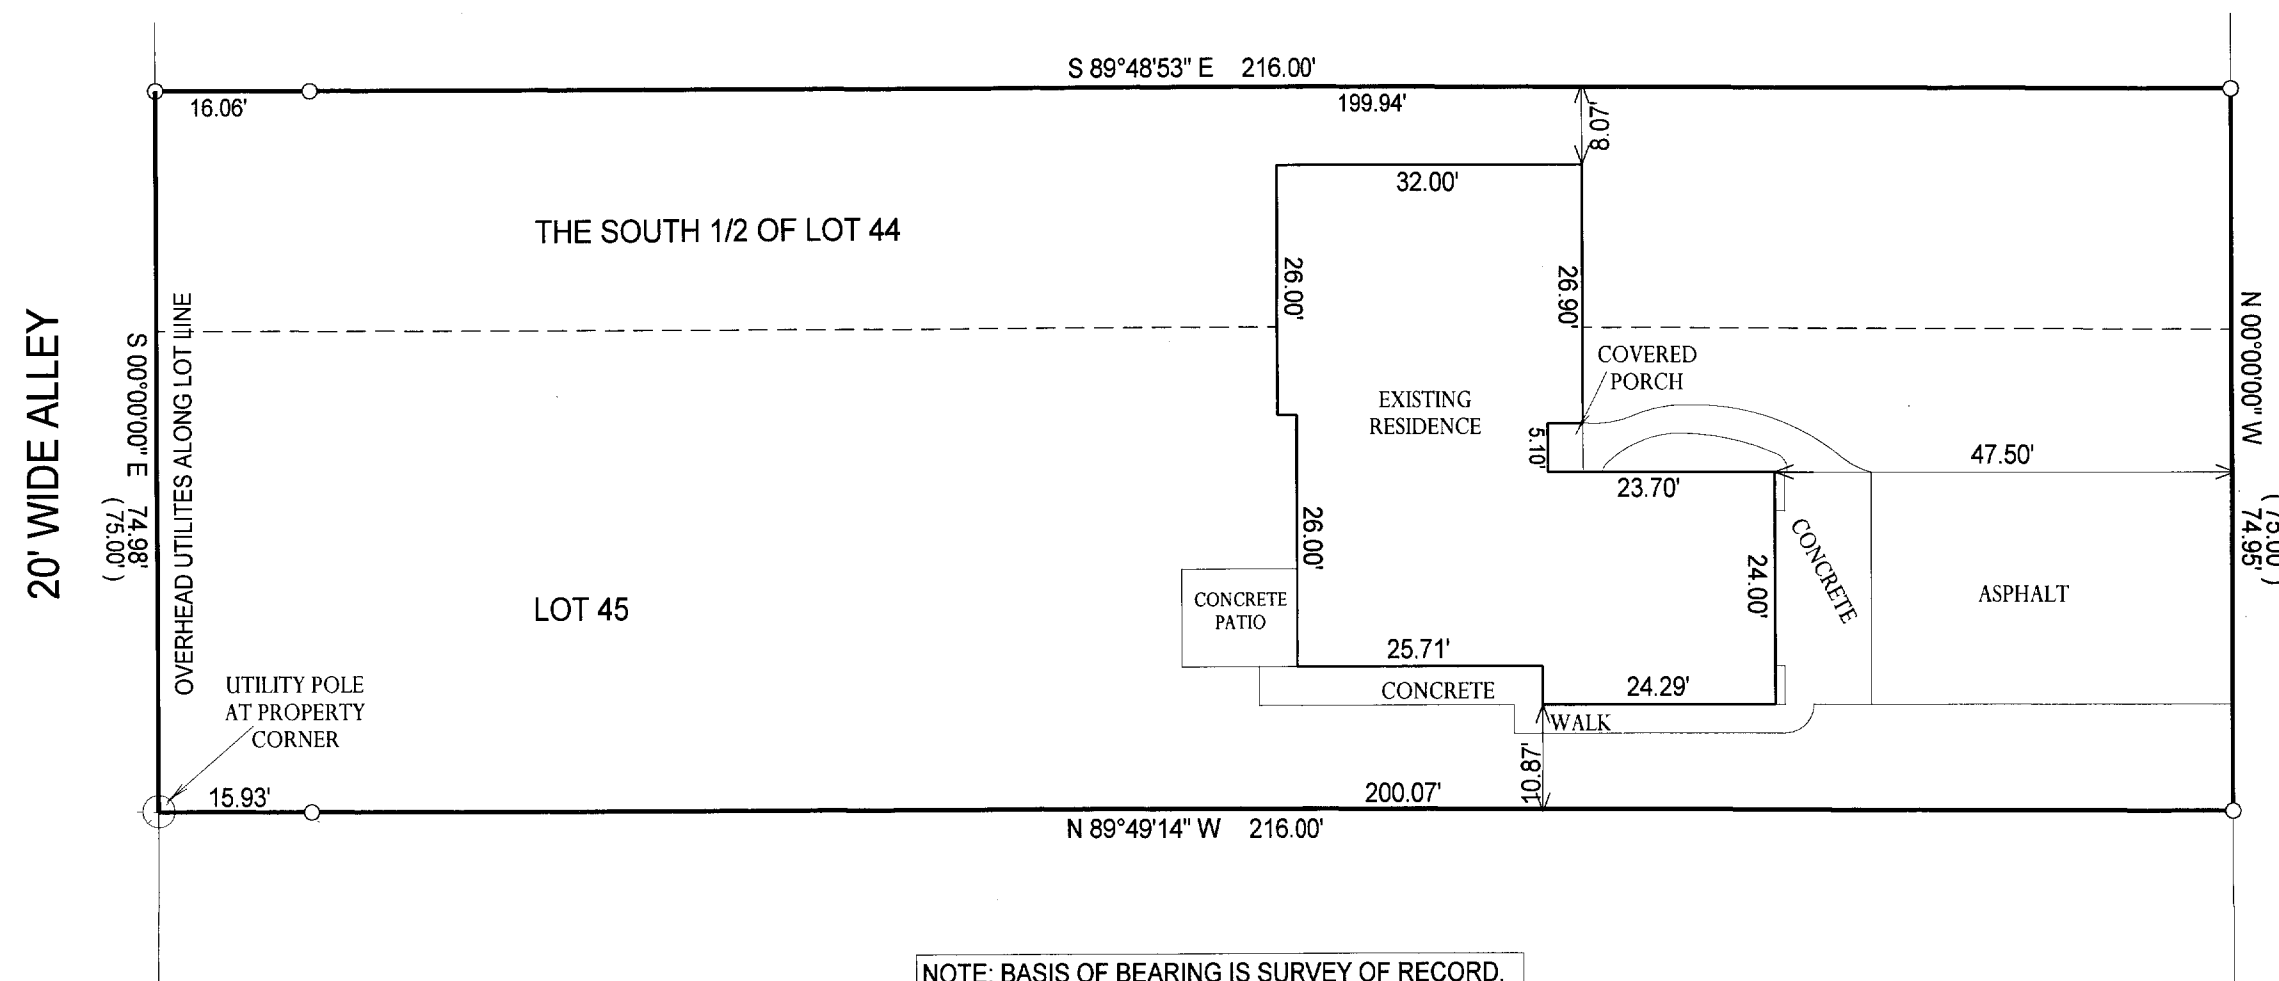 S 89°48'53" E 216.00'
16.06'
199.94'
8.07'
32.00'
THE SOUTH 1/2 OF LOT 44
26.00'
26.90'
20' WIDE ALLEY
S 00°00'00" E 74.98'
( 75.00' )
OVERHEAD UTILITES ALONG LOT LINE
N 00°00'00" W 74.95'
( 75.00' )
COVERED
PORCH
EXISTING
RESIDENCE
5.10'
47.50'
23.70'
26.00'
24.00'
CONCRETE
ASPHALT
LOT 45
CONCRETE
PATIO
25.71'
24.29'
CONCRETE
WALK
UTILITY POLE
AT PROPERTY
CORNER
10.87'
15.93'
200.07'
N 89°49'14" W 216.00'
NOTE: BASIS OF BEARING IS SURVEY OF RECORD.